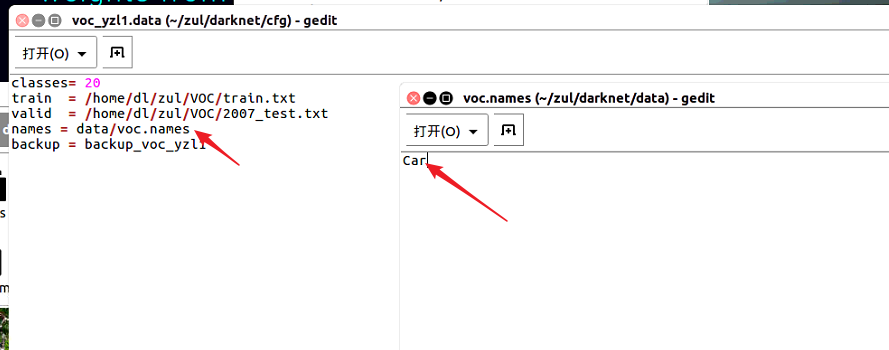 voc_yzl1.data (~/zul/darknet/cfg) - gedit
打开(O)
classes= 20
train  = /home/dl/zul/VOC/train.txt
valid  = /home/dl/zul/VOC/2007_test.txt
names = data/voc.names
backup = backup_voc_yzl1
voc.names (~/zul/darknet/data) - gedit
打开(O)
Car